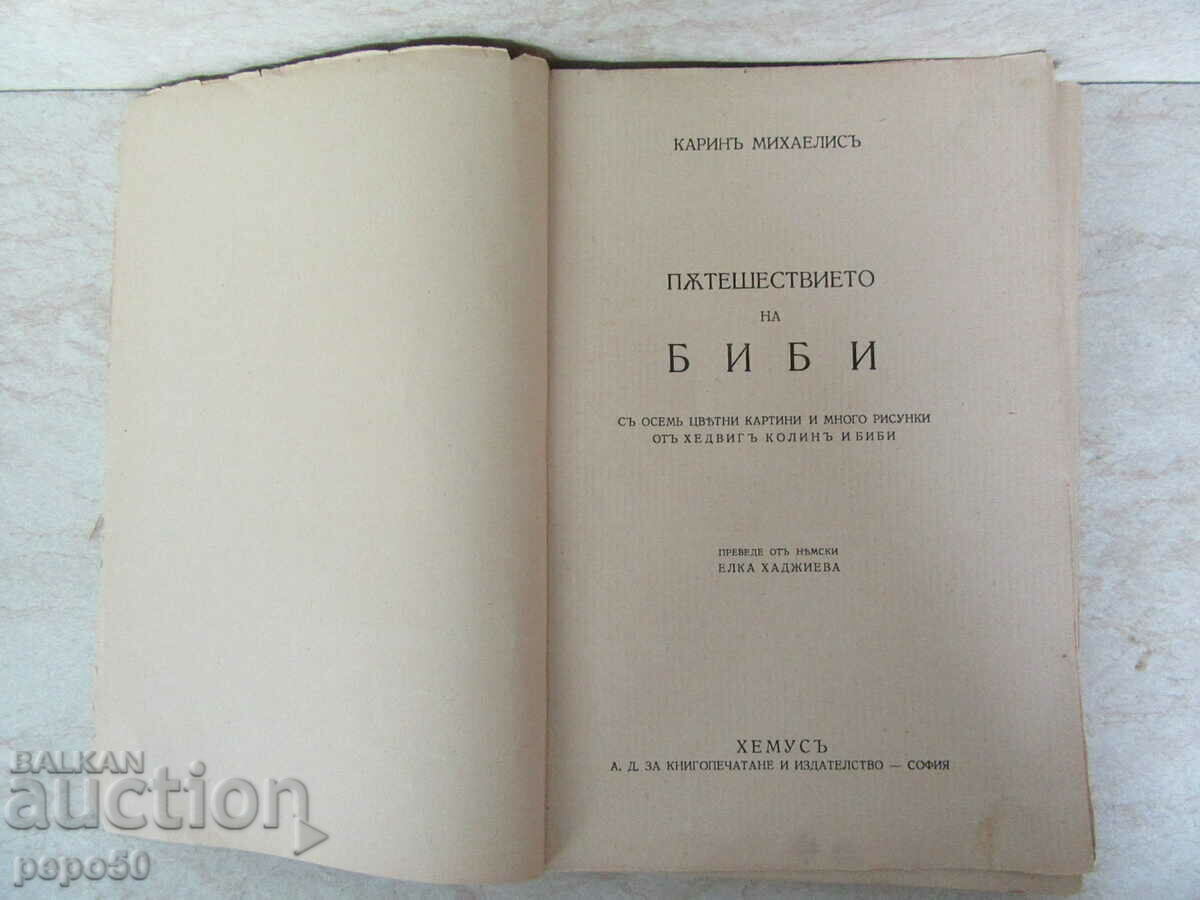 КАРИНЪ МИХАЕЛИСЪ
ПѪТЕШЕСТВИЕТО
НА
БИБИ
СЪ ОСЕМЬ ЦВѢТНИ КАРТИНИ И МНОГО РИСУНКИ
ОТЪ ХЕДВИГЪ КОЛИНЪ И БИБИ
ПРЕВЕДЕ ОТЪ НѢМСКИ
ЕЛКА ХАДЖИЕВА
ХЕМУСЪ
А. Д. ЗА КНИГОПЕЧАТАНЕ И ИЗДАТЕЛСТВО — СОФИЯ
BALKAN
auction
pepo50